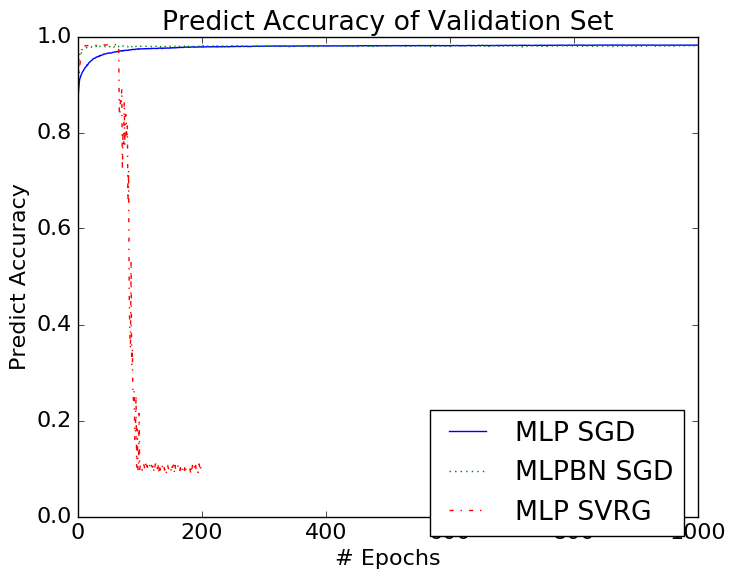 Predict Accuracy of Validation Set
1.0
0.8
0.6
0.4
0.2
0.0
Predict Accuracy
MLP SGD
MLPBN SGD
MLP SVRG
0 200 400 1000
# Epochs